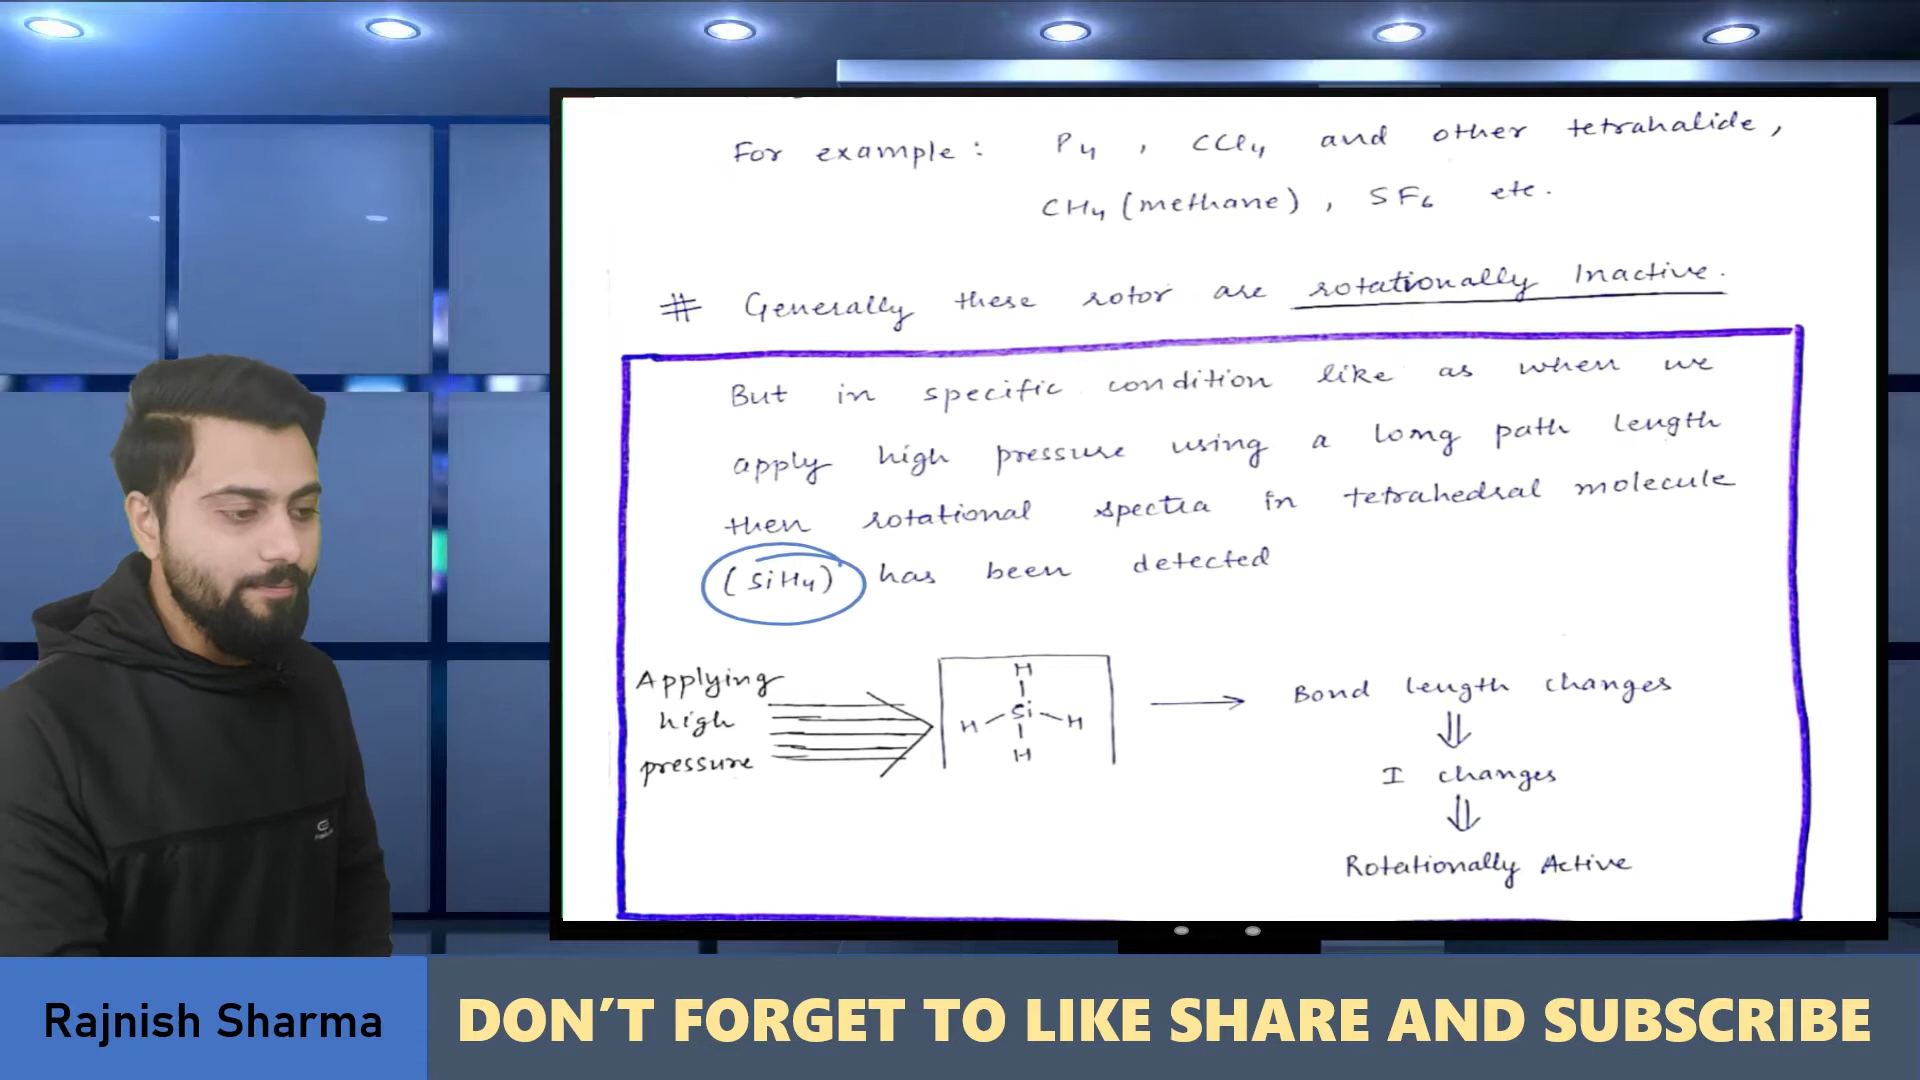 For example : P4 , CCl4 and other tetrahalide ,
CH4 (methane) , SF6 etc.
# Generally these rotor are rotationally Inactive.
But in specific condition like as when we
apply high pressure using a long path length
then rotational spectra in tetrahedral molecule
(SiH4) has been detected
Applying
high
pressure
H
H Si H
H
Bond length changes
I changes
Rotationally Active
Rajnish Sharma
DON'T FORGET TO LIKE SHARE AND SUBSCRIBE